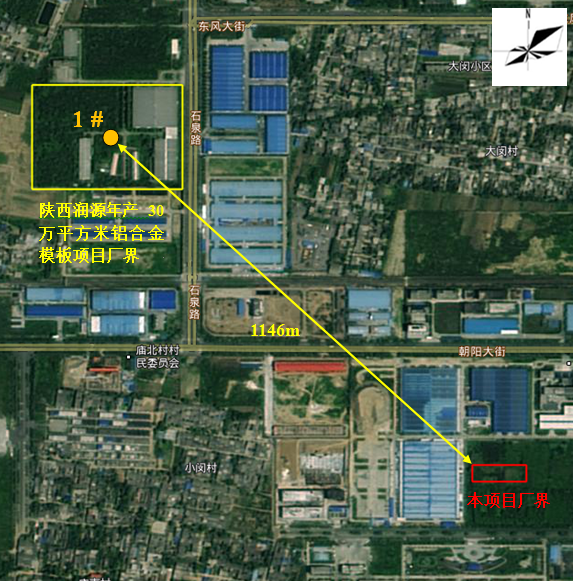 东风大街
N
大闵小区
1#
石泉路
大闵村
陕西润源年产 30
万平方米铝合金
模板项目厂界
石泉路
1146m
庙北村村
民委员会
朝阳大街
小闵村
本项目厂界